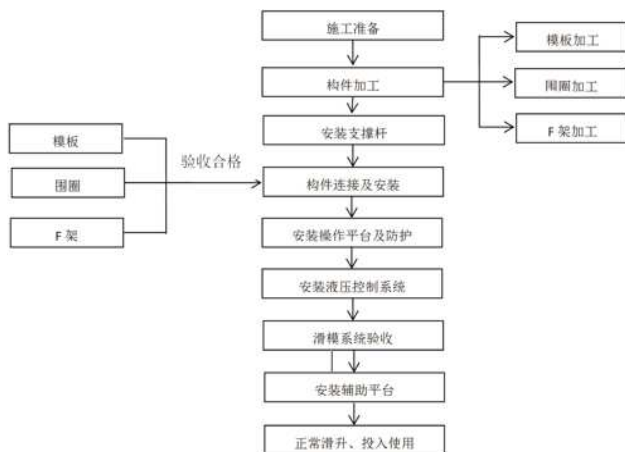 施工准备
模板加工
构件加工
围圈加工
安装支撑杆
F 架加工
模板
验收合格
围圈
构件连接及安装
F 架
安装操作平台及防护
安装液压控制系统
滑模系统验收
安装辅助平台
正常滑升、投入使用